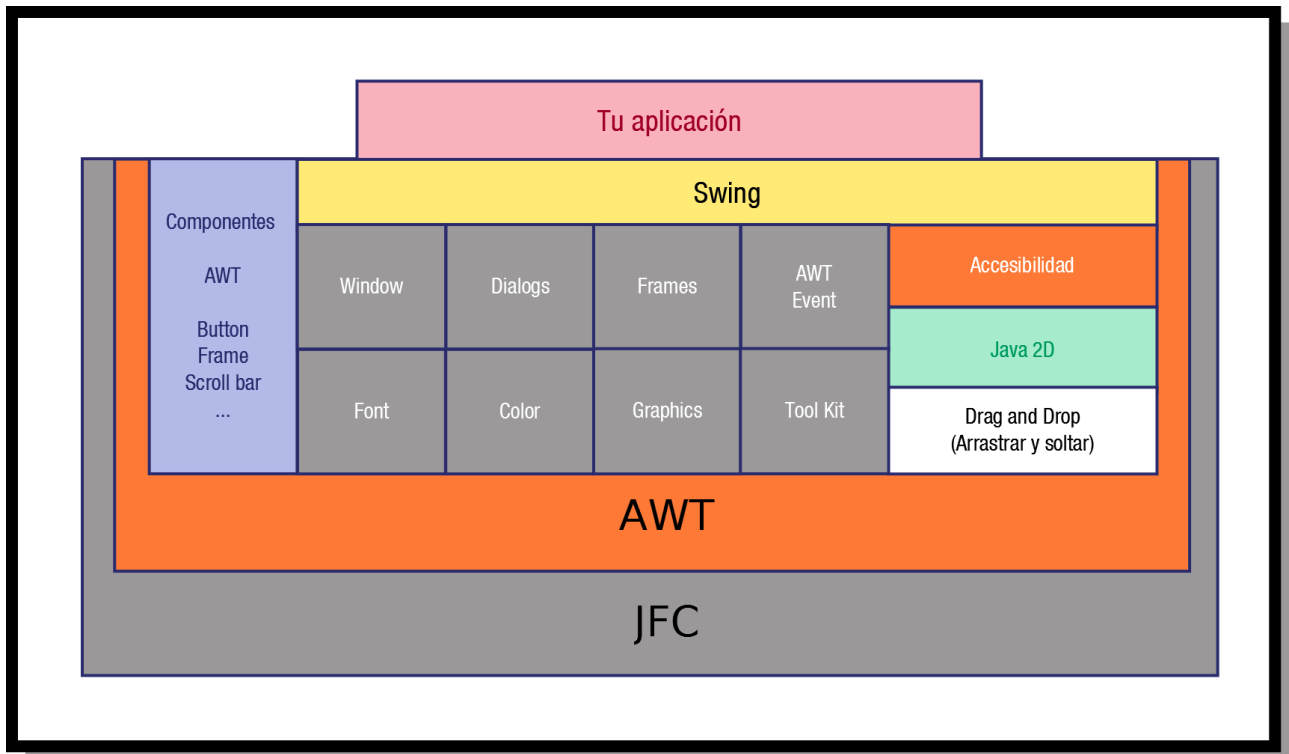 Tu aplicación
Swing
Componentes
AWT
Button
Frame
Scroll bar
...
Window
Dialogs
Frames
AWT
Event
Font
Color
Graphics
Tool Kit
Accesibilidad
Java 2D
Drag and Drop
(Arrastrar y soltar)
AWT
JFC